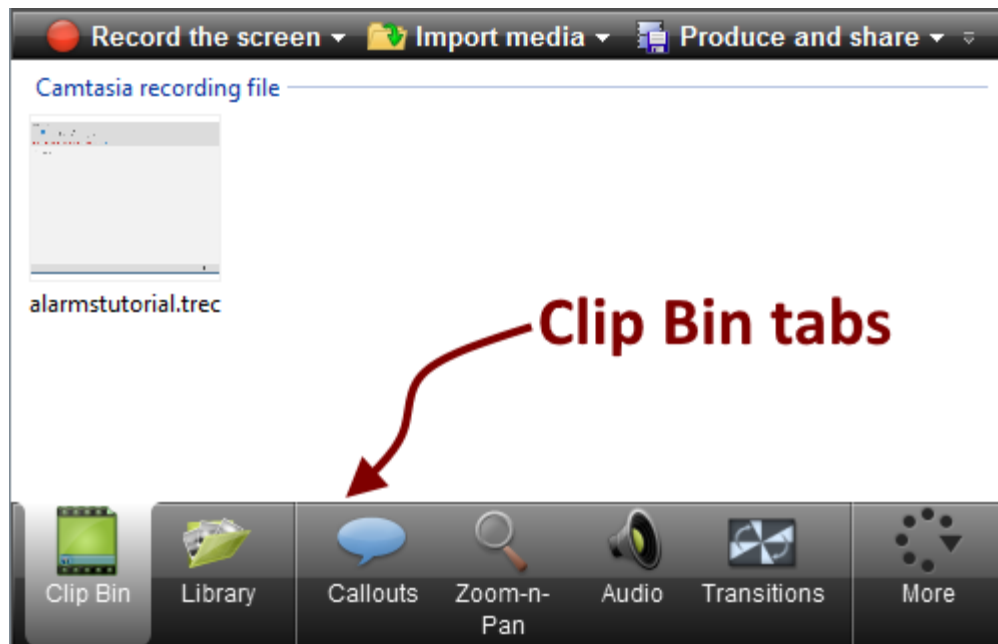 Record the screen Import media Produce and share
Camtasia recording file
alarmstutorial.trec
Clip Bin tabs
Clip Bin Library Callouts Zoom-n- Audio Transitions More
Pan